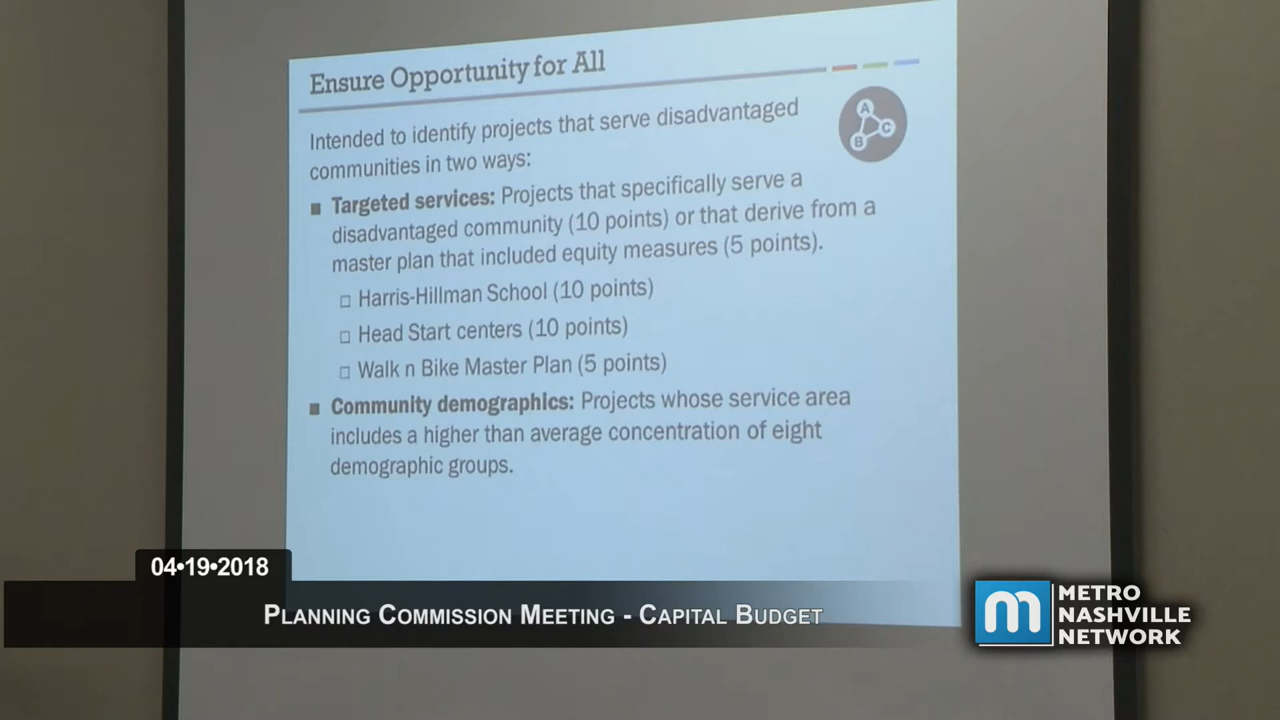 Ensure Opportunity for All
Intended to identify projects that serve disadvantaged
communities in two ways:
A
B
C
■ Targeted services: Projects that specifically serve a
disadvantaged community (10 points) or that derive from a
master plan that included equity measures (5 points).
□ Harris-Hillman School (10 points)
□ Head Start centers (10 points)
□ Walk n Bike Master Plan (5 points)
■ Community demographics: Projects whose service area
includes a higher than average concentration of eight
demographic groups.
04•19•2018
PLANNING COMMISSION MEETING - CAPITAL BUDGET
m
METRO
NASHVILLE
NETWORK